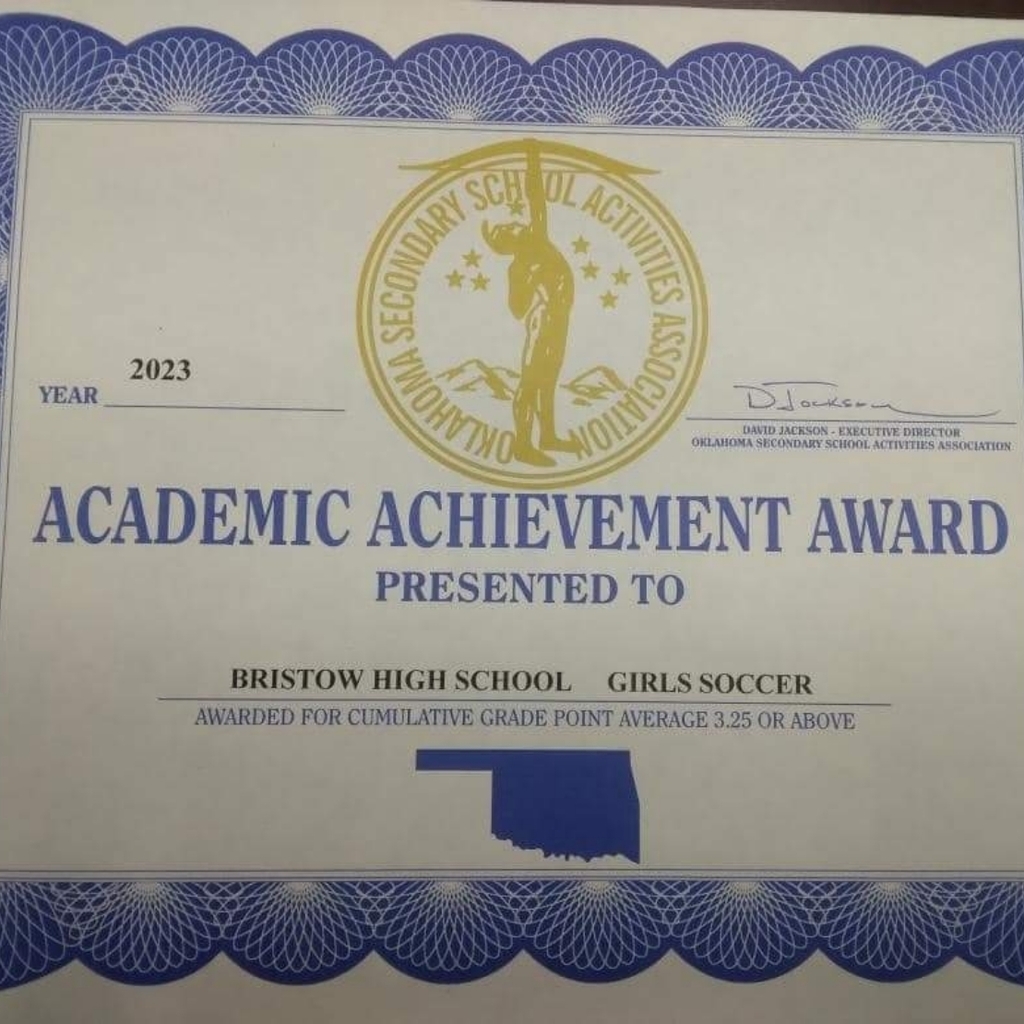 OKLAHOMA SECONDARY SCHOOL ACTIVITIES ASSOCIATION
2023
YEAR
D Jackson
DAVID JACKSON - EXECUTIVE DIRECTOR
OKLAHOMA SECONDARY SCHOOL ACTIVITIES ASSOCIATION
ACADEMIC ACHIEVEMENT AWARD
PRESENTED TO
BRISTOW HIGH SCHOOL GIRLS SOCCER
AWARDED FOR CUMULATIVE GRADE POINT AVERAGE 3.25 OR ABOVE